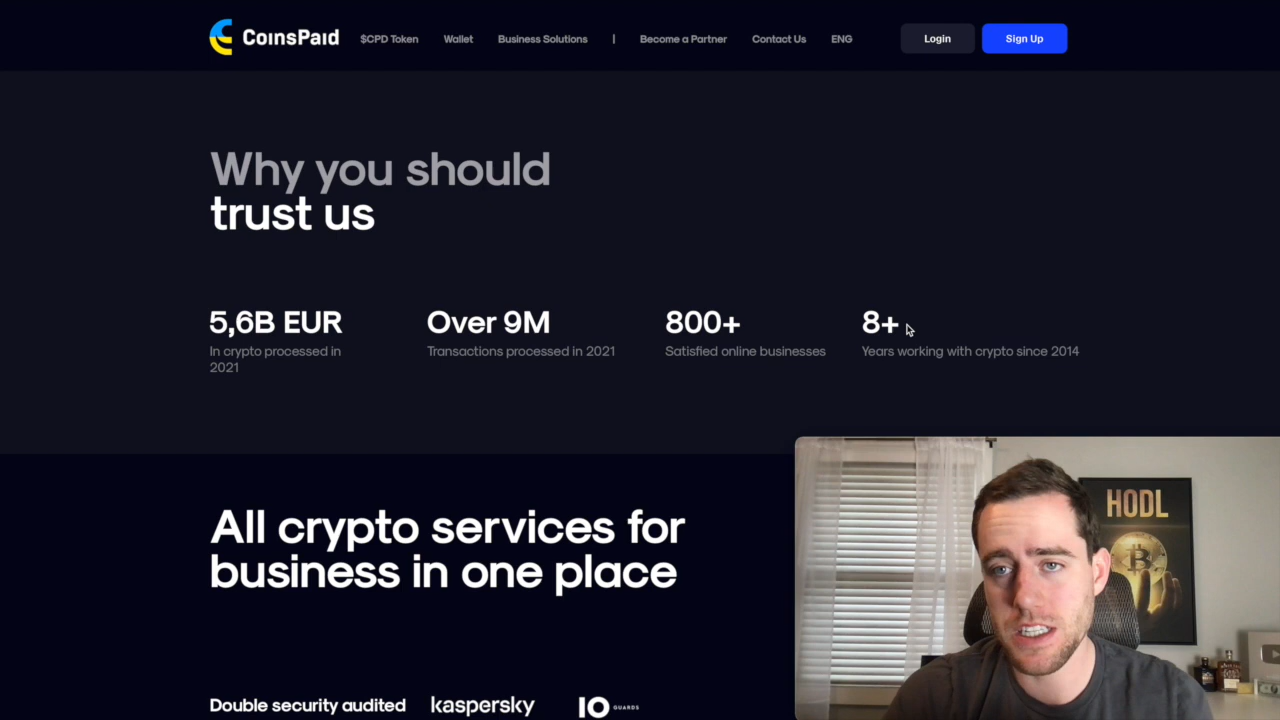 CoinsPaid
$CPD Token
Wallet
Business Solutions
|
Become a Partner
Contact Us
ENG
Login
Sign Up
Why you should
trust us
5,6B EUR
In crypto processed in
2021
Over 9M
Transactions processed in 2021
800+
Satisfied online businesses
8+
Years working with crypto since 2014
All crypto services for
business in one place
HODL
Double security audited
kaspersky
10 GUARDS